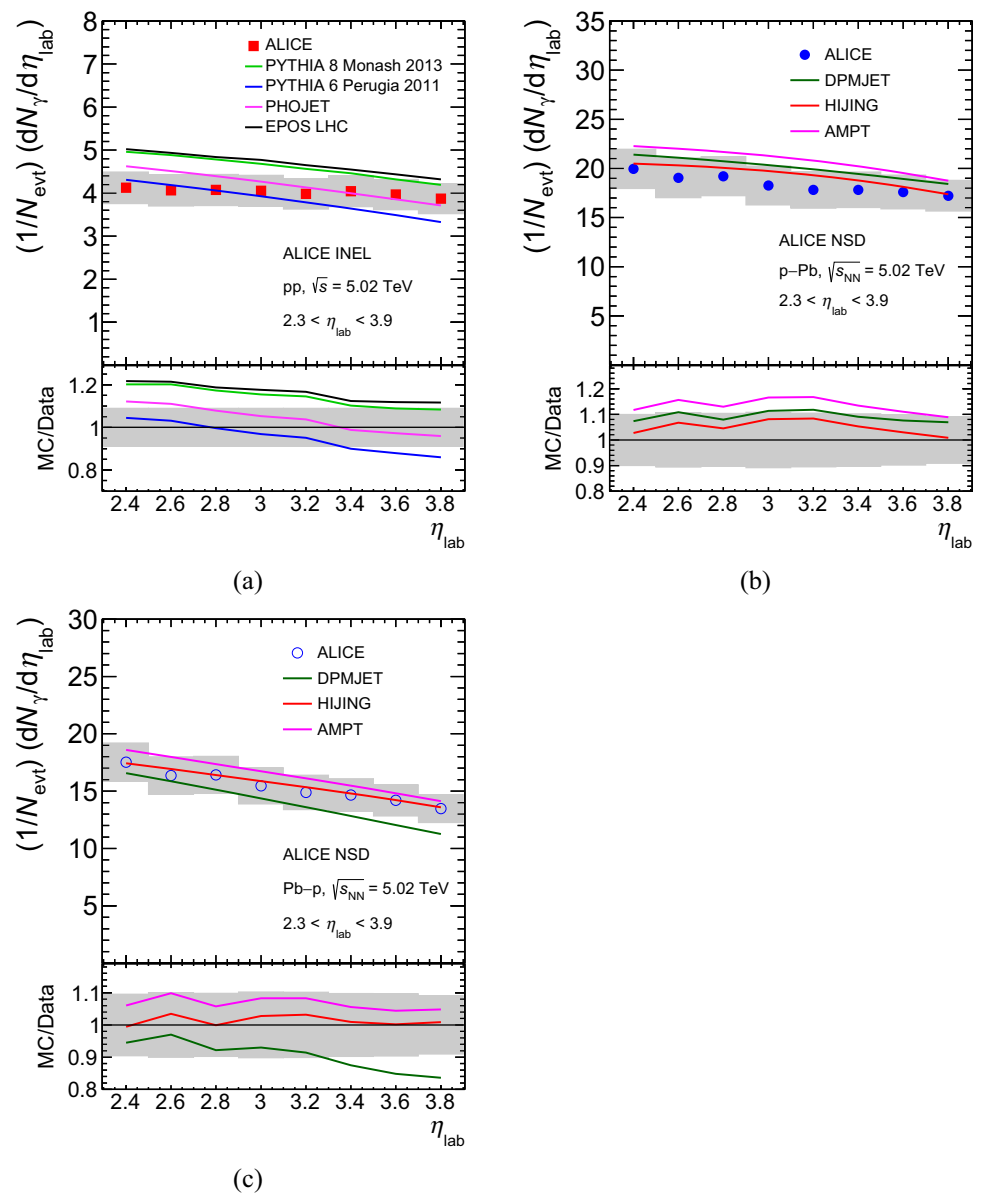 (1/N_evt) (dN_γ/dη_lab)
8
7
6
5
4
3
2
1
ALICE
PYTHIA 8 Monash 2013
PYTHIA 6 Perugia 2011
PHOJET
EPOS LHC
ALICE INEL
pp, √s = 5.02 TeV
2.3 < η_lab < 3.9
MC/Data
1.2
1
0.8
2.4 2.6 2.8 3 3.2 3.4 3.6 3.8
η_lab
(a)
(1/N_evt) (dN_γ/dη_lab)
35
30
25
20
15
10
5
ALICE
DPMJET
HIJING
AMPT
ALICE NSD
p–Pb, √s_NN = 5.02 TeV
2.3 < η_lab < 3.9
MC/Data
1.2
1.1
1
0.9
0.8
2.4 2.6 2.8 3 3.2 3.4 3.6 3.8
η_lab
(b)
(1/N_evt) (dN_γ/dη_lab)
30
25
20
15
10
5
ALICE
DPMJET
HIJING
AMPT
ALICE NSD
Pb–p, √s_NN = 5.02 TeV
2.3 < η_lab < 3.9
MC/Data
1.1
1
0.9
0.8
2.4 2.6 2.8 3 3.2 3.4 3.6 3.8
η_lab
(c)